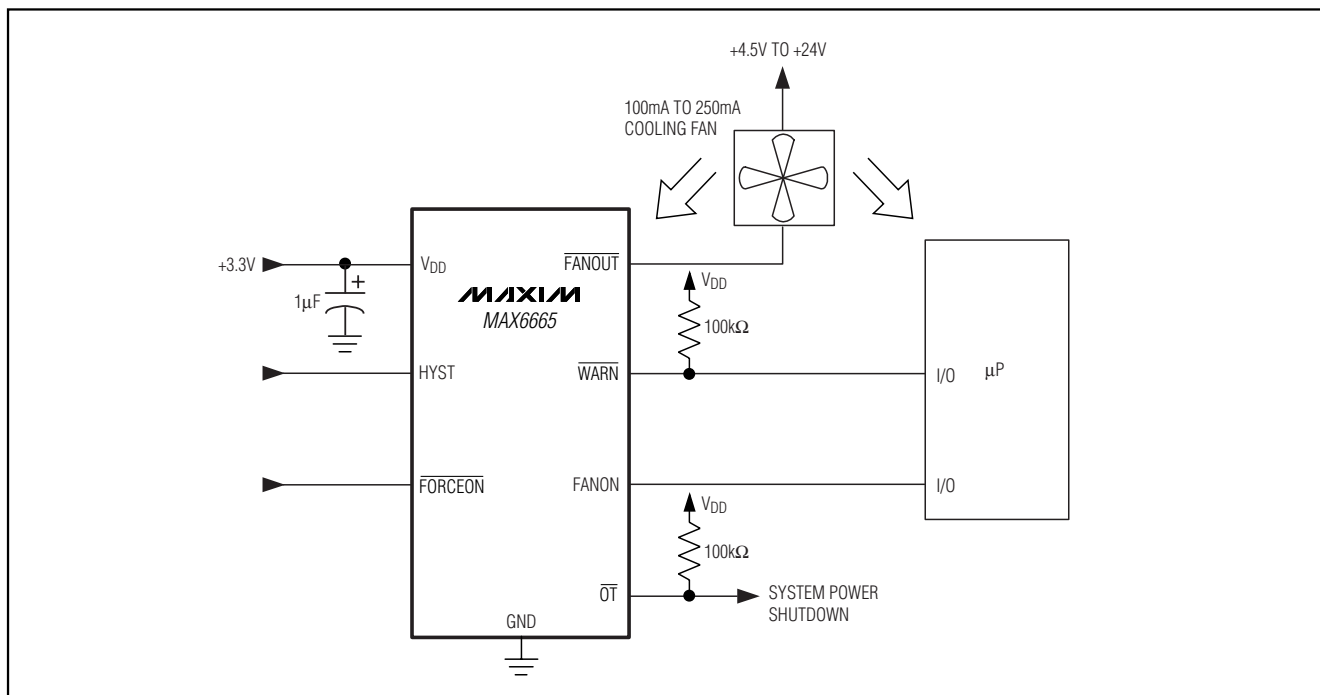 +4.5V TO +24V
100mA TO 250mA
COOLING FAN
+3.3V
VDD
FANOUT
VDD
1μF
+
MAXIM
MAX6665
100kΩ
HYST
WARN
I/O
μP
FORCEON
FANON
I/O
VDD
100kΩ
OT
SYSTEM POWER
SHUTDOWN
GND